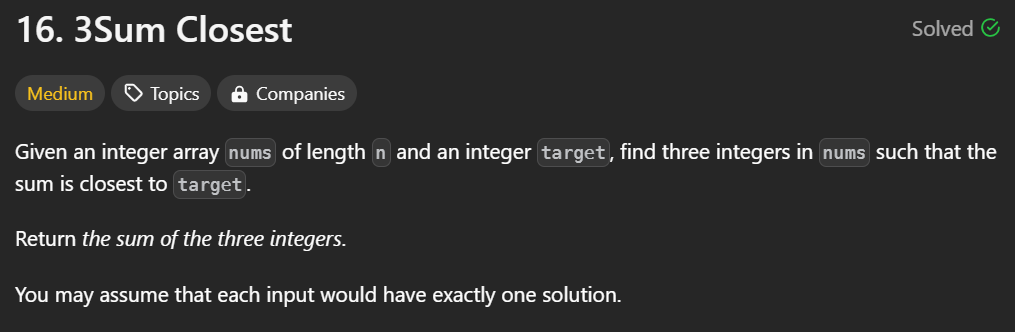 16. 3Sum Closest
Solved
Medium Topics Companies
Given an integer array nums of length n and an integer target, find three integers in nums such that the
sum is closest to target.
Return the sum of the three integers.
You may assume that each input would have exactly one solution.